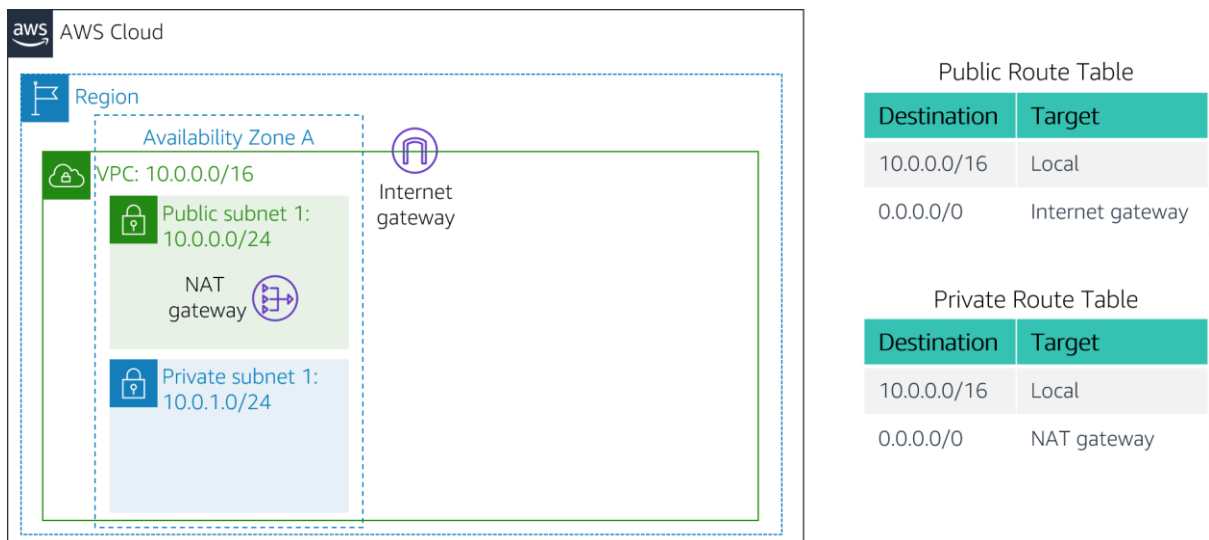 aws AWS Cloud
Region
Availability Zone A
VPC: 10.0.0.0/16
Public subnet 1:
10.0.0.0/24
NAT
gateway
Private subnet 1:
10.0.1.0/24
Internet
gateway
Public Route Table
Destination Target
10.0.0.0/16 Local
0.0.0.0/0 Internet gateway
Private Route Table
Destination Target
10.0.0.0/16 Local
0.0.0.0/0 NAT gateway